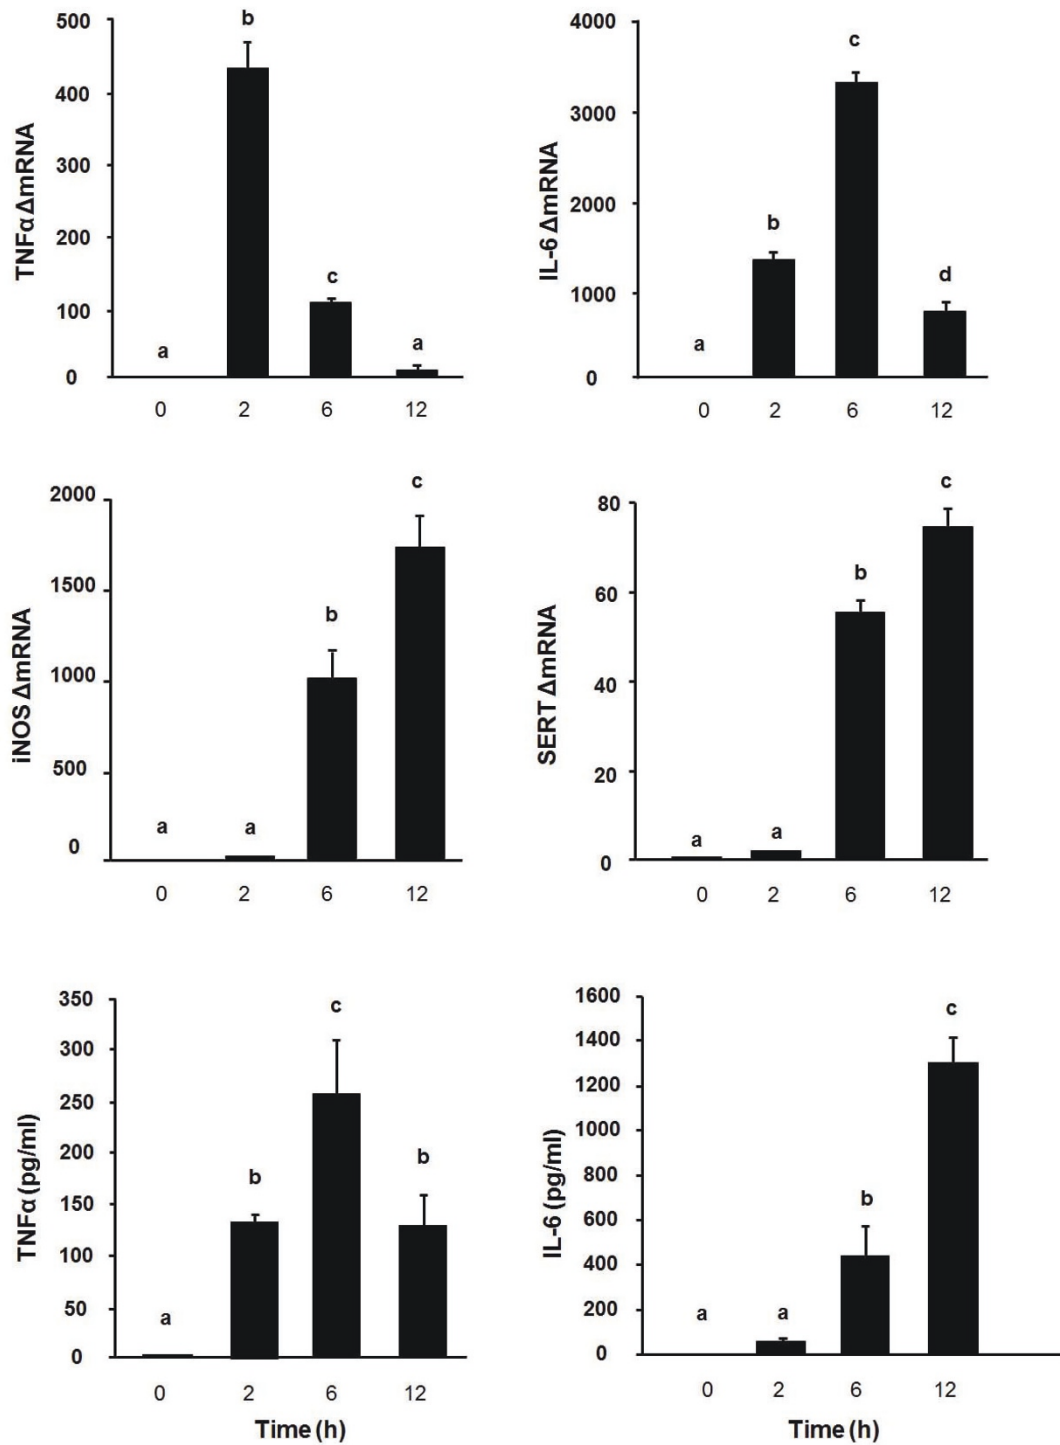 TNFα ΔmRNA
500
400
300
200
100
0
a
b
c
a
0 2 6 12
IL-6 ΔmRNA
4000
3000
2000
1000
0
a
b
c
d
0 2 6 12
iNOS ΔmRNA
2000
1500
1000
500
0
a
a
b
c
0 2 6 12
SERT ΔmRNA
80
60
40
20
0
a
a
b
c
0 2 6 12
TNFα (pg/ml)
350
300
250
200
150
100
50
0
a
b
c
b
0 2 6 12
Time (h)
IL-6 (pg/ml)
1600
1400
1200
1000
800
600
400
200
0
a
a
b
c
0 2 6 12
Time (h)